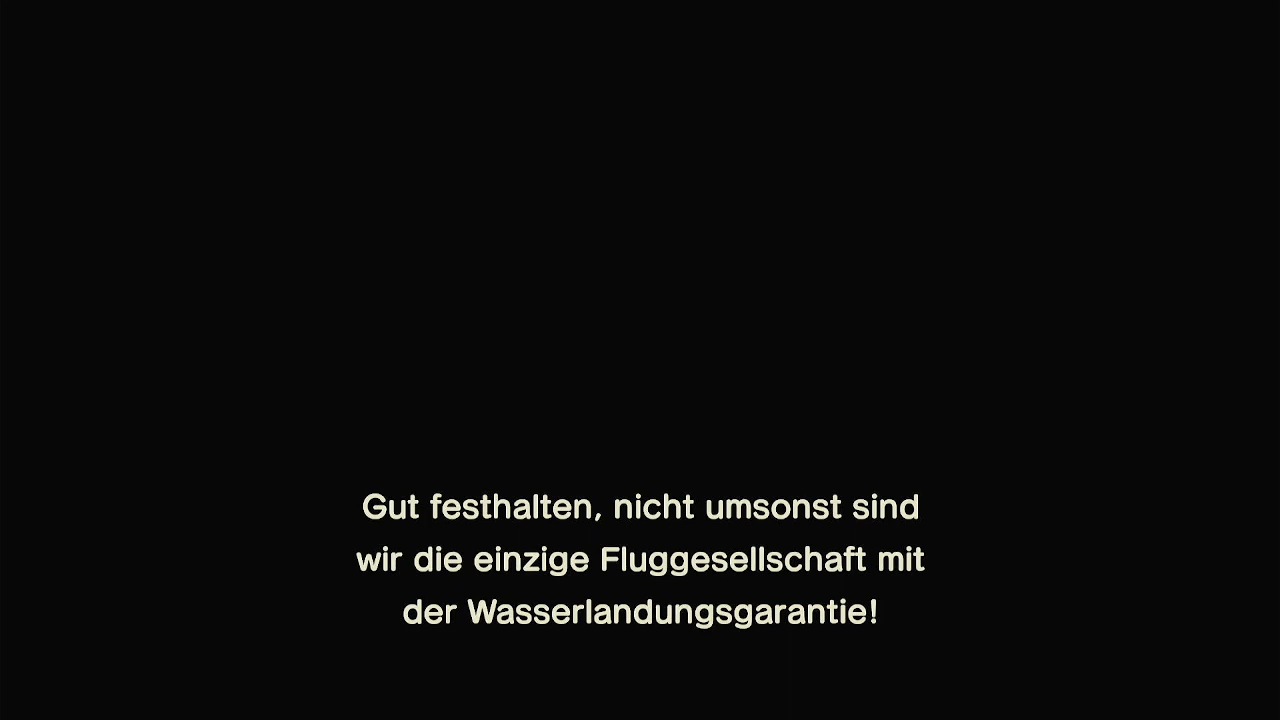 Gut festhalten, nicht umsonst sind
wir die einzige Fluggesellschaft mit
der Wasserlandungsgarantie!